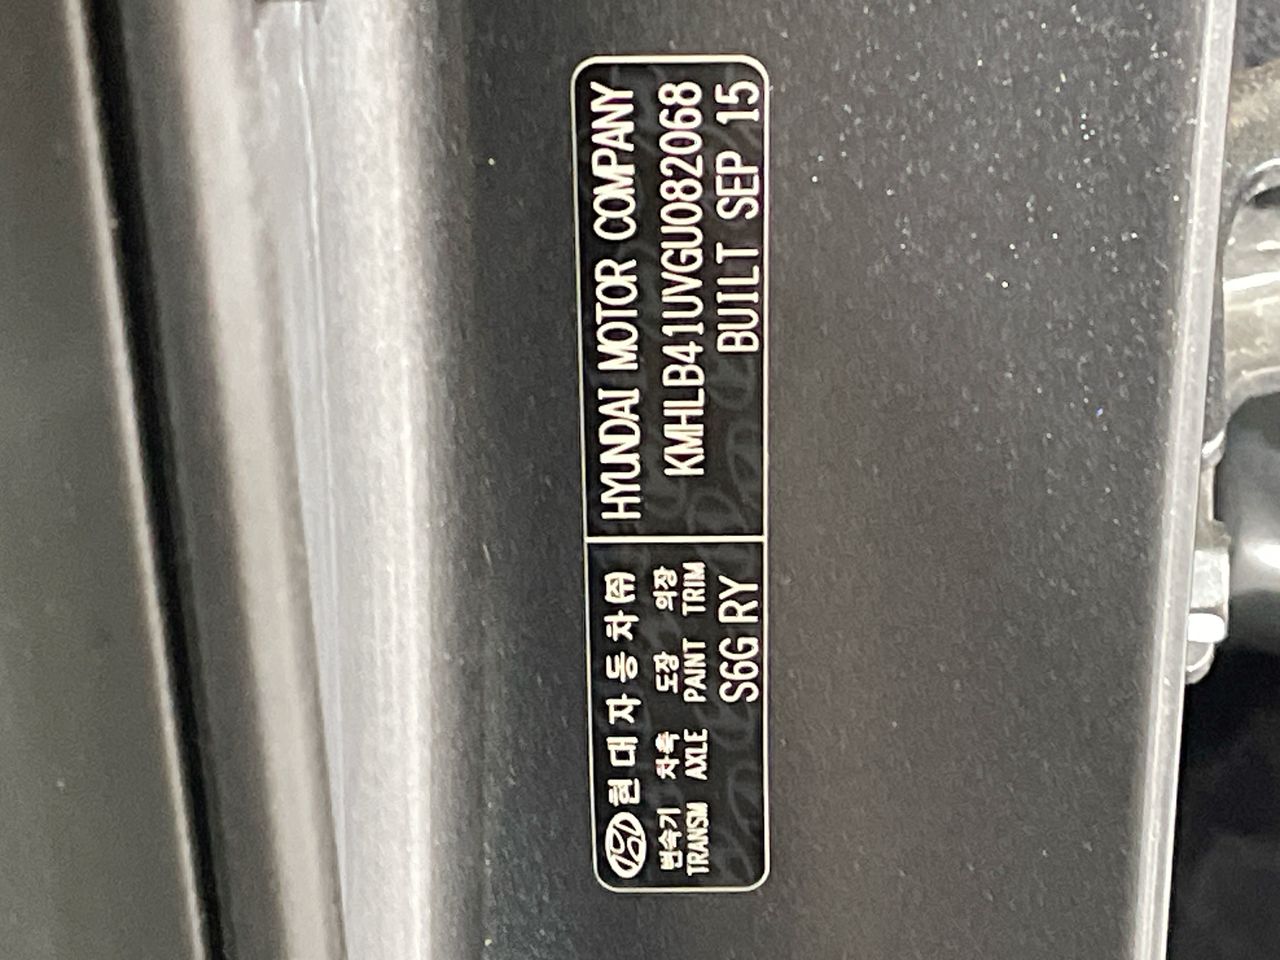 현대자동차㈜
변속기 차축 도장 의장
TRANSM AXLE PAINT TRIM
S6G RY
HYUNDAI MOTOR COMPANY
KMHLB41UVGU082068
BUILT SEP 15